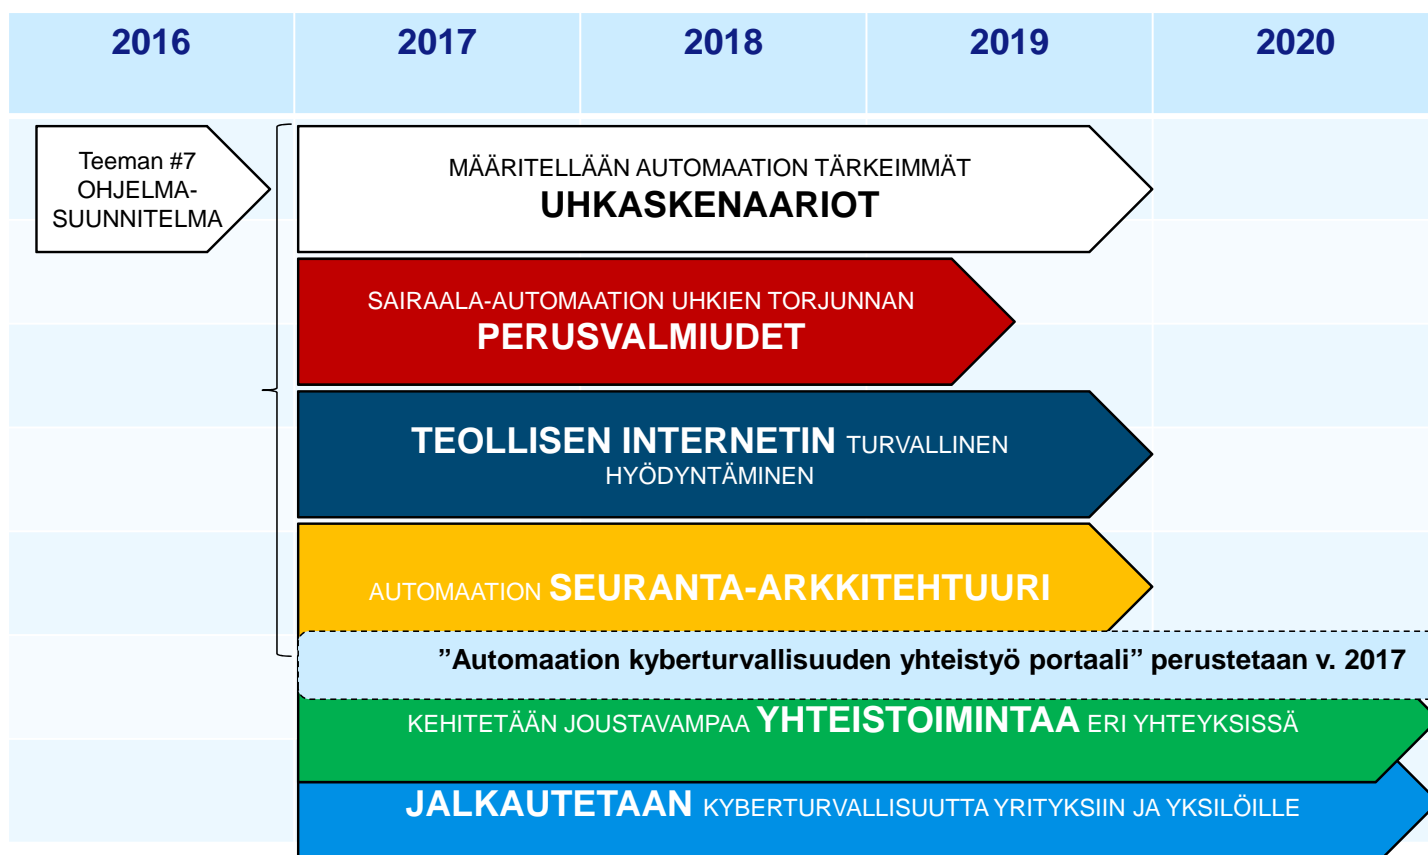 2016 2017 2018 2019 2020
Teeman #7
OHJELMA-
SUUNNITELMA
MÄÄRITELLÄÄN AUTOMAATION TÄRKEIMMÄT
UHKASKENAARIOT
SAIRAALA-AUTOMAATION UHKIEN TORJUNNAN
PERUSVALMIUDET
TEOLLISEN INTERNETIN TURVALLINEN
HYÖDYNTÄMINEN
AUTOMAATION SEURANTA-ARKKITEHTUURI
”Automaation kyberturvallisuuden yhteistyö portaali” perustetaan v. 2017
KEHITETÄÄN JOUSTAVAMPAA YHTEISTOIMINTAA ERI YHTEYKSISSÄ
JALKAUTETAAN KYBERTURVALLISUUTTA YRITYKSIIN JA YKSILÖILLE